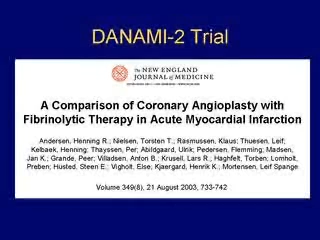 DANAMI-2 Trial
The NEW ENGLAND
JOURNAL of MEDICINE
A Comparison of Coronary Angioplasty with
Fibrinolytic Therapy in Acute Myocardial Infarction
Andersen, Henning R.; Nielsen, Torsten T.; Rasmussen, Klaus; Thuesen, Leif;
Kelbaek, Henning; Thayssen, Per; Abildgaard, Ulrik; Pedersen, Flemming; Madsen,
Jan K.; Grande, Peer; Villadsen, Anton B.; Krusell, Lars R.; Haghfelt, Torben; Lomholt,
Preben; Husted, Steen E.; Vigholt, Else; Kjaergard, Henrik K.; Mortensen, Leif Spange
Volume 349(8), 21 August 2003, 733-742